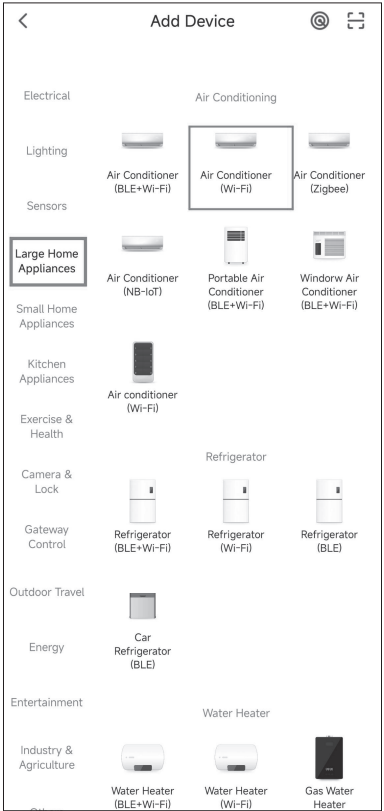 Add Device
Electrical
Lighting
Sensors
Large Home
Appliances
Small Home
Appliances
Kitchen
Appliances
Exercise &
Health
Camera &
Lock
Gateway
Control
Outdoor Travel
Energy
Entertainment
Industry &
Agriculture
Air Conditioning
Air Conditioner
(BLE+Wi-Fi)
Air Conditioner
(Wi-Fi)
Air Conditioner
(Zigbee)
Air Conditioner
(NB-IoT)
Portable Air
Conditioner
(BLE+Wi-Fi)
Windorw Air
Conditioner
(BLE+Wi-Fi)
Air conditioner
(Wi-Fi)
Refrigerator
Refrigerator
(BLE+Wi-Fi)
Refrigerator
(Wi-Fi)
Refrigerator
(BLE)
Car
Refrigerator
(BLE)
Water Heater
Water Heater
(BLE+Wi-Fi)
Water Heater
(Wi-Fi)
Gas Water
Heater